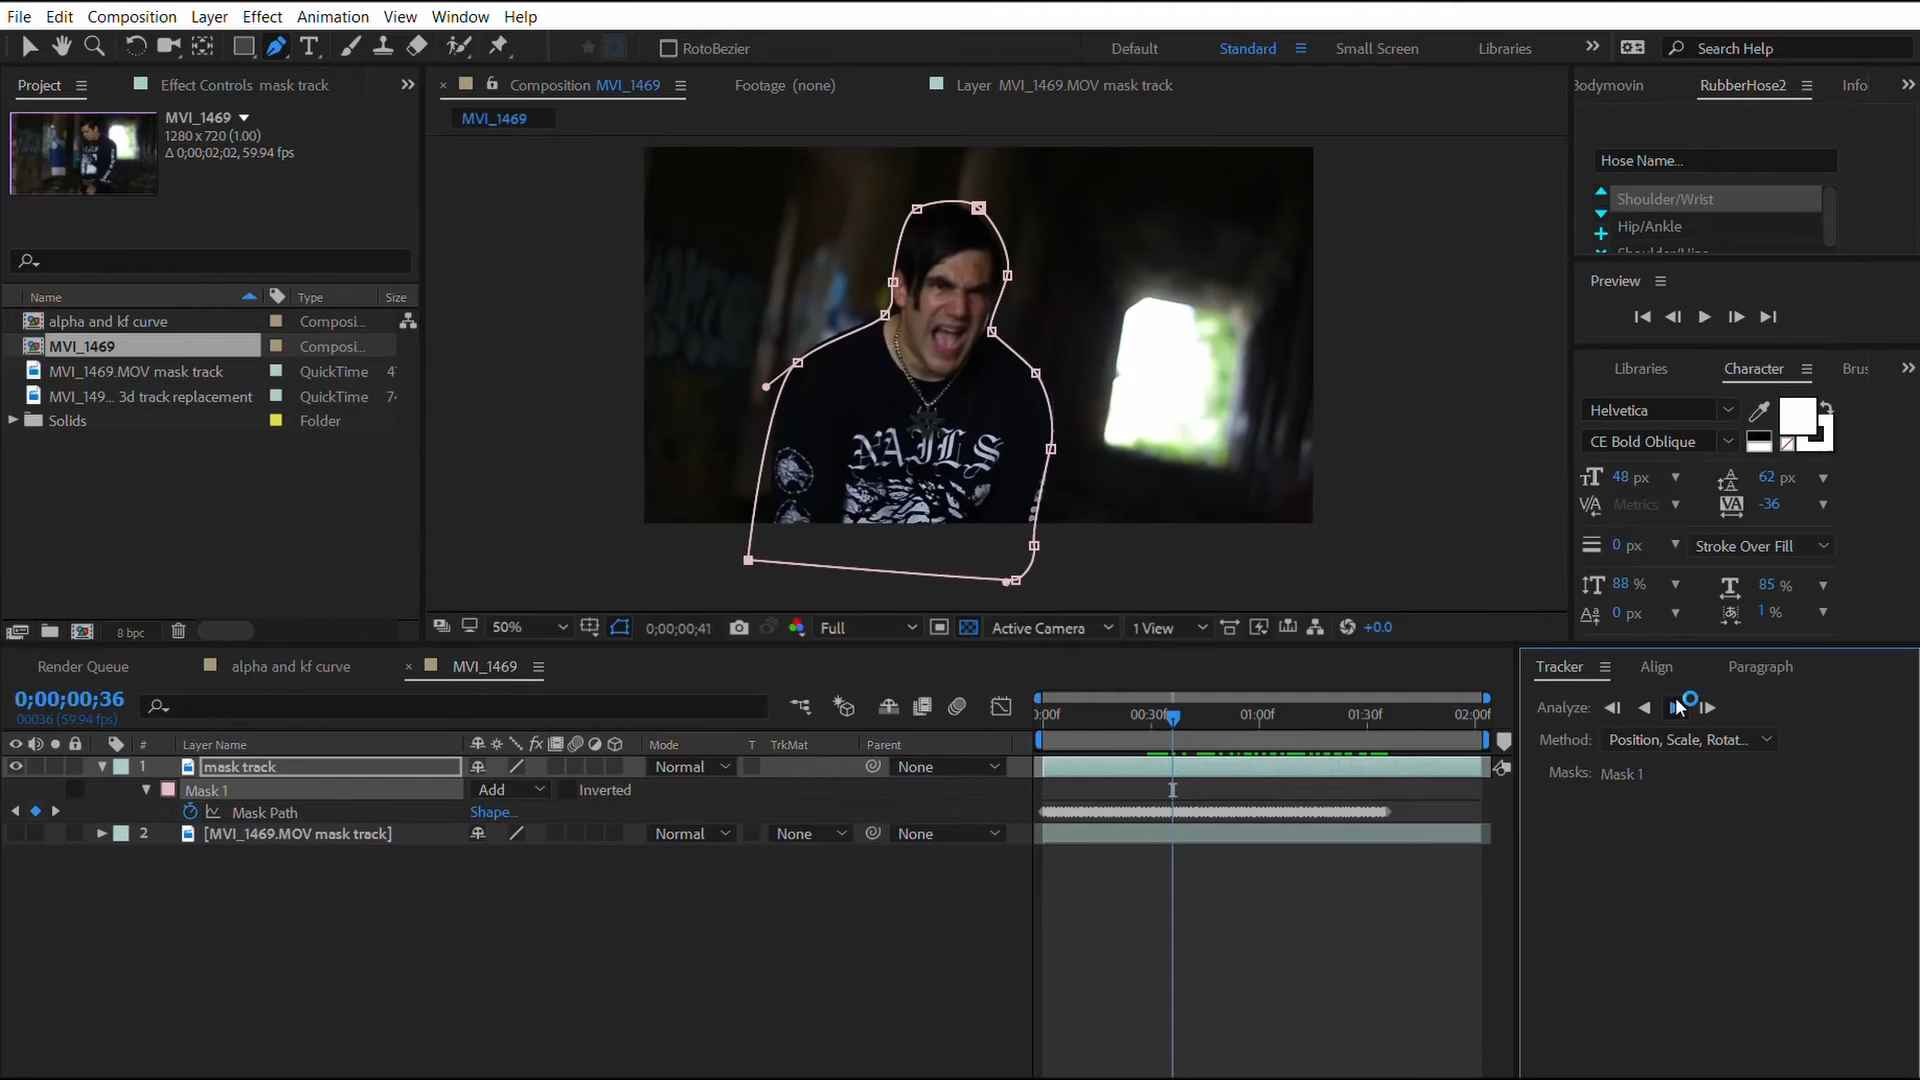 File Edit Composition Layer Effect Animation View Window Help
RotoBezier
Default Standard Small Screen Libraries
Search Help
Project Effect Controls mask track
Composition MVI_1469 Footage (none) Layer MVI_1469.MOV mask track
Bodymovin RubberHose2 Info
MVI_1469
1280 x 720 (1.00)
Δ 0;00;02;02, 59.94 fps
MVI_1469
Hose Name...
Shoulder/Wrist
Hip/Ankle
Preview
Name Type Size
alpha and kf curve Composi...
MVI_1469 Composi...
MVI_1469.MOV mask track QuickTime
MVI_149... 3d track replacement QuickTime
Solids Folder
NAILS
Libraries Character Brus
Helvetica
CE Bold Oblique
48 px 62 px
Metrics -36
0 px Stroke Over Fill
88 % 85 %
0 px 1 %
8 bpc
50% 0;00;00;41 Full Active Camera 1 View +0.0
Render Queue alpha and kf curve MVI_1469
Tracker Align Paragraph
0;00;00;36
00036 (59.94 fps)
0:00f 00:30f 01:00f 01:30f 02:00f
Analyze:
Method: Position, Scale, Rotat...
Masks: Mask 1
# Layer Name Mode T TrkMat Parent
1 mask track Normal None
Mask 1 Add Inverted
Mask Path Shape...
2 [MVI_1469.MOV mask track] Normal None None